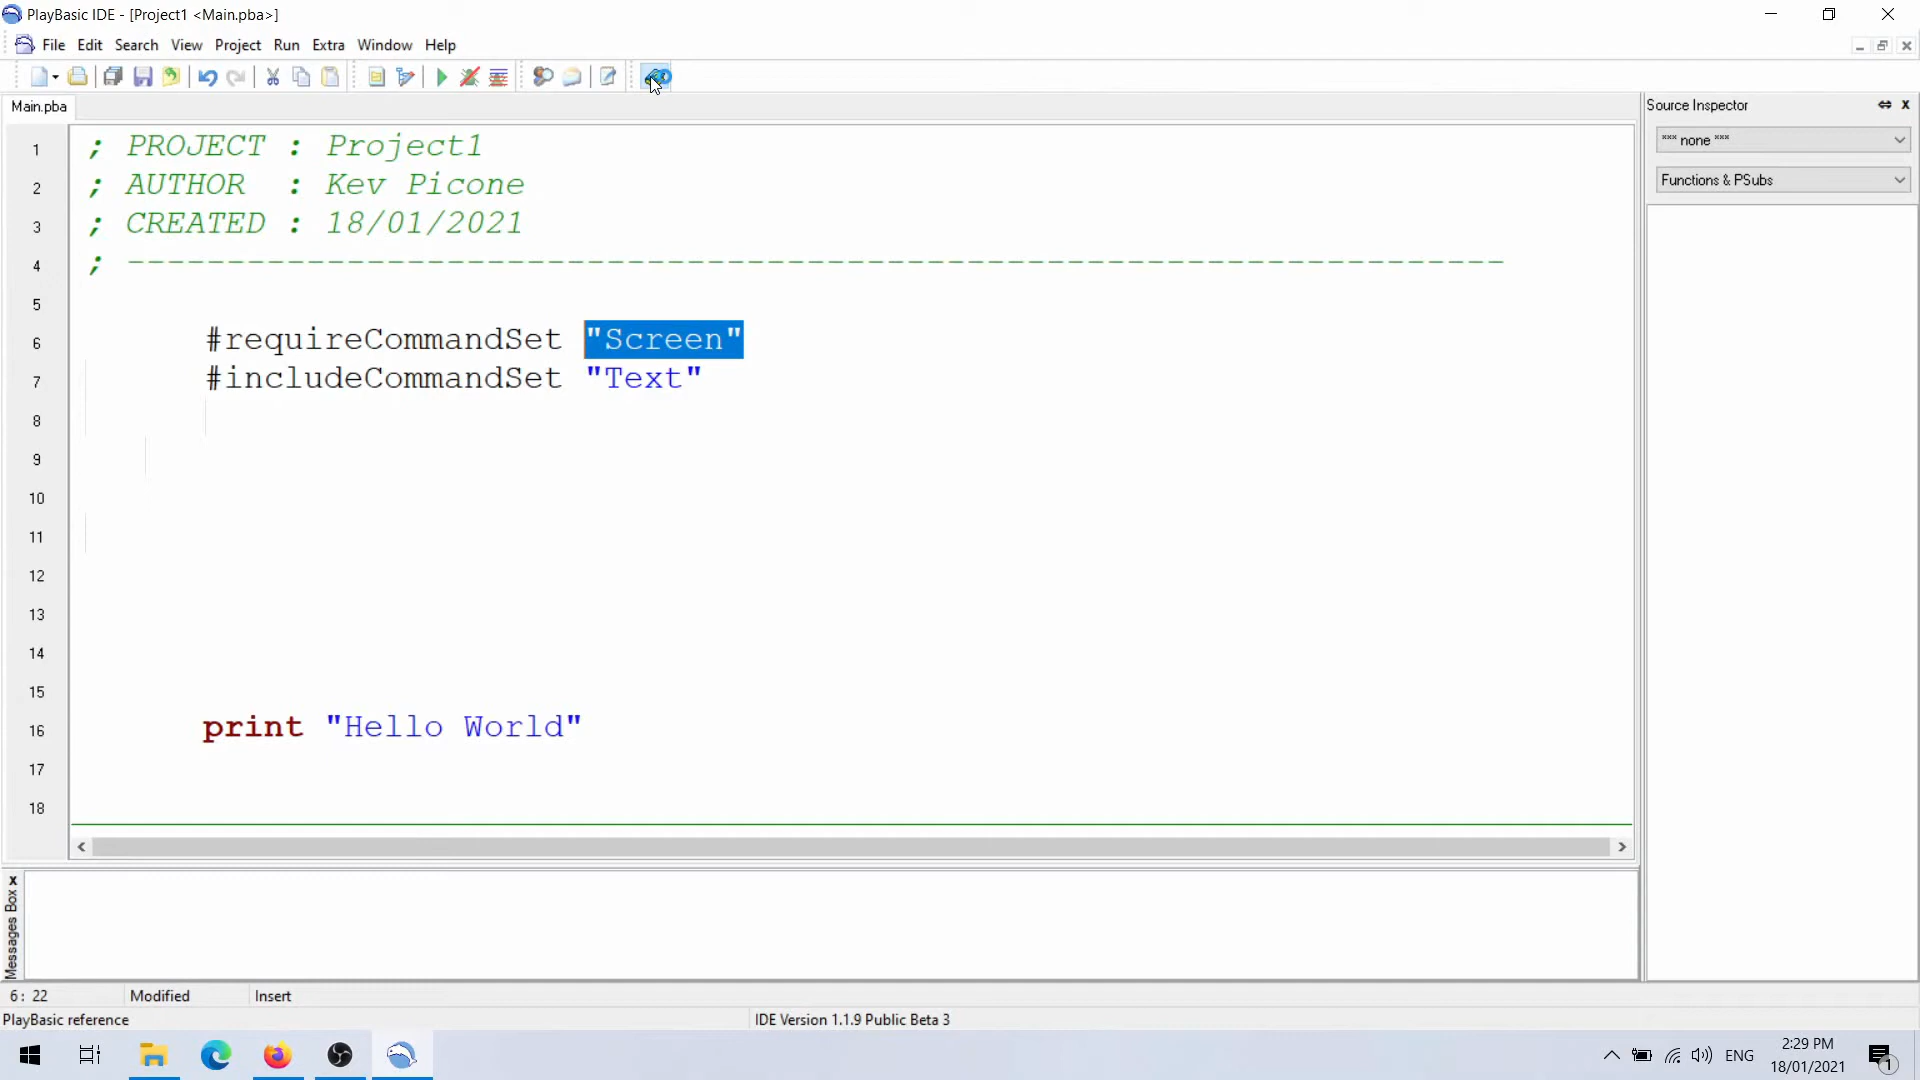 PlayBasic IDE - [Project1 <Main.pba>]
File Edit Search View Project Run Extra Window Help
Main.pba
Source Inspector
*** none ***
Functions & PSubs
1 ; PROJECT : Project1
2 ; AUTHOR : Kev Picone
3 ; CREATED : 18/01/2021
4 ; ---------------------------------------------------------------------
5
6 #requireCommandSet "Screen"
7 #includeCommandSet "Text"
8
9
10
11
12
13
14
15
16 print "Hello World"
17
18
Messages Box
6: 22 Modified Insert
PlayBasic reference IDE Version 1.1.9 Public Beta 3
ENG
2:29 PM
18/01/2021
1